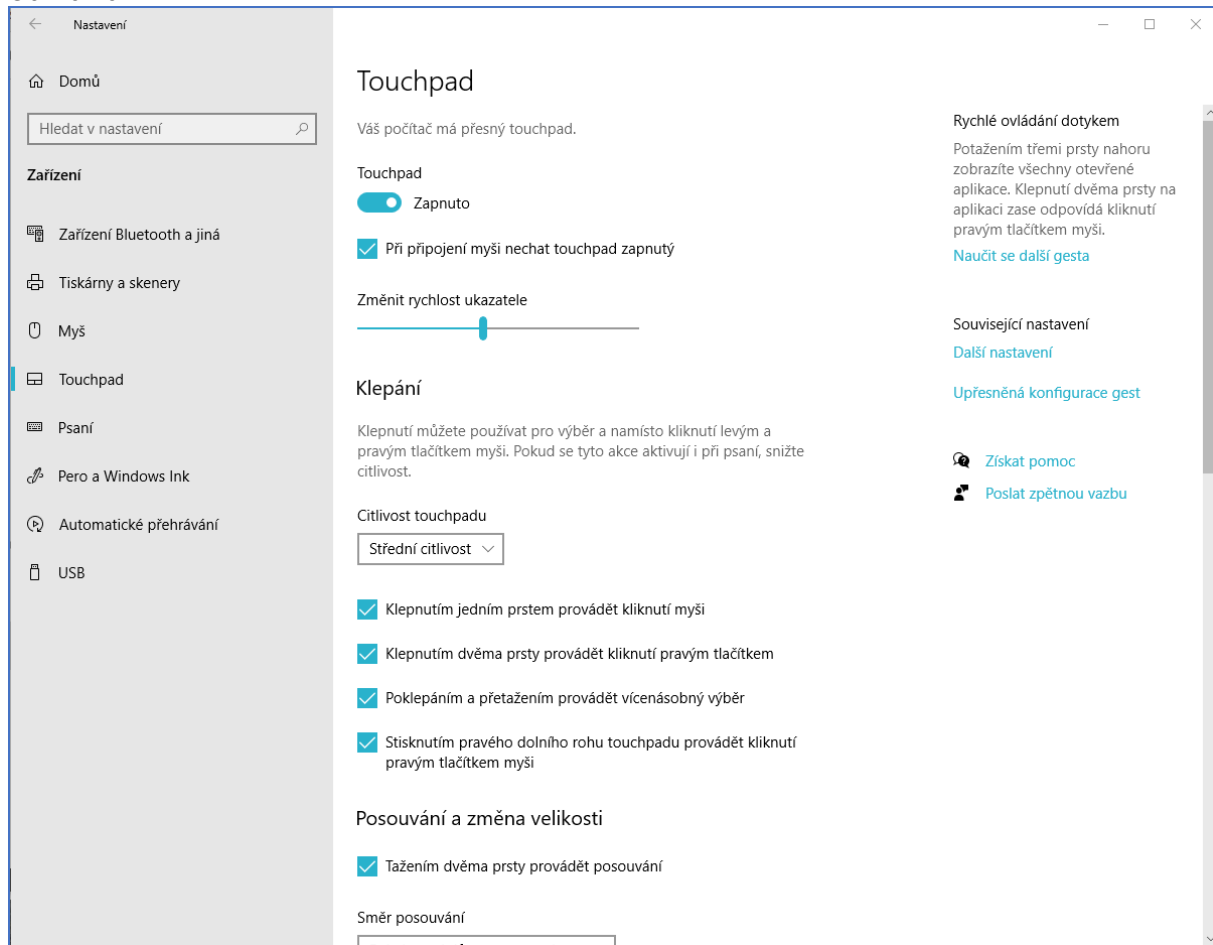 Nastavení
Domů
Hledat v nastavení
Zařízení
Zařízení Bluetooth a jiná
Tiskárny a skenery
Myš
Touchpad
Psaní
Pero a Windows Ink
Automatické přehrávání
USB
Touchpad
Váš počítač má přesný touchpad.
Touchpad
Zapnuto
Při připojení myši nechat touchpad zapnutý
Změnit rychlost ukazatele
Klepání
Klepnutí můžete používat pro výběr a namísto kliknutí levým a
pravým tlačítkem myši. Pokud se tyto akce aktivují i při psaní, snižte
citlivost.
Citlivost touchpadu
Střední citlivost
Klepnutím jedním prstem provádět kliknutí myši
Klepnutím dvěma prsty provádět kliknutí pravým tlačítkem
Poklepáním a přetažením provádět vícenásobný výběr
Stisknutím pravého dolního rohu touchpadu provádět kliknutí
pravým tlačítkem myši
Posouvání a změna velikosti
Tažením dvěma prsty provádět posouvání
Směr posouvání
Rychlé ovládání dotykem
Potažením třemi prsty nahoru
zobrazíte všechny otevřené
aplikace. Klepnutí dvěma prsty na
aplikaci zase odpovídá kliknutí
pravým tlačítkem myši.
Naučit se další gesta
Související nastavení
Další nastavení
Upřesněná konfigurace gest
Získat pomoc
Poslat zpětnou vazbu